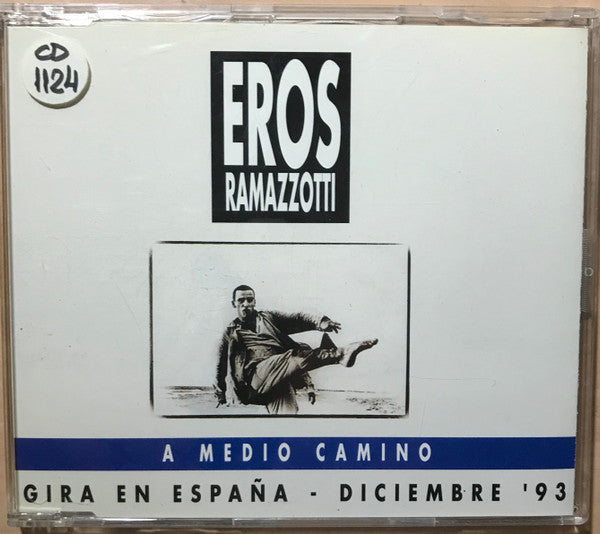 CD
1124
EROS
RAMAZZOTTI
A MEDIO CAMINO
GIRA EN ESPAÑA - DICIEMBRE '93